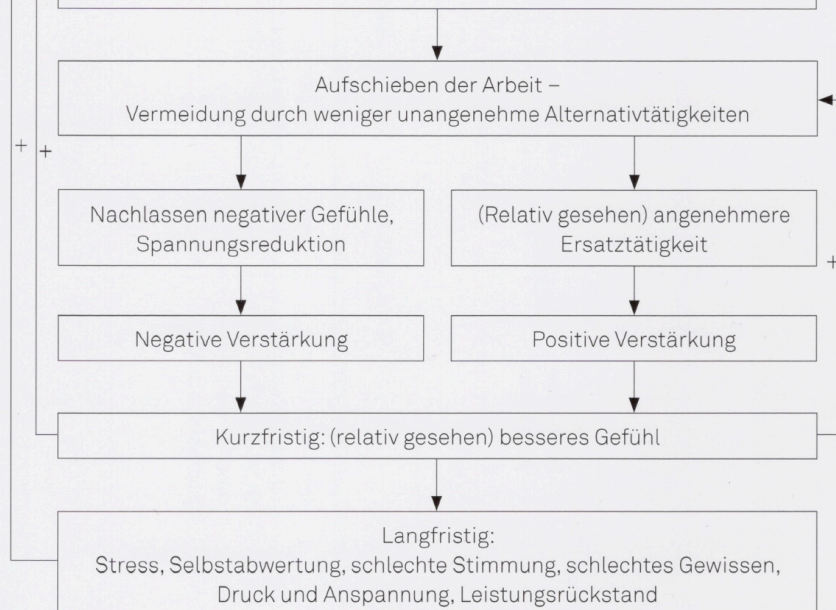 Aufschieben der Arbeit –
Vermeidung durch weniger unangenehme Alternativtätigkeiten
+
+
Nachlassen negativer Gefühle,
Spannungsreduktion
(Relativ gesehen) angenehmere
Ersatztätigkeit
+
Negative Verstärkung
Positive Verstärkung
Kurzfristig: (relativ gesehen) besseres Gefühl
Langfristig:
Stress, Selbstabwertung, schlechte Stimmung, schlechtes Gewissen,
Druck und Anspannung, Leistungsrückstand